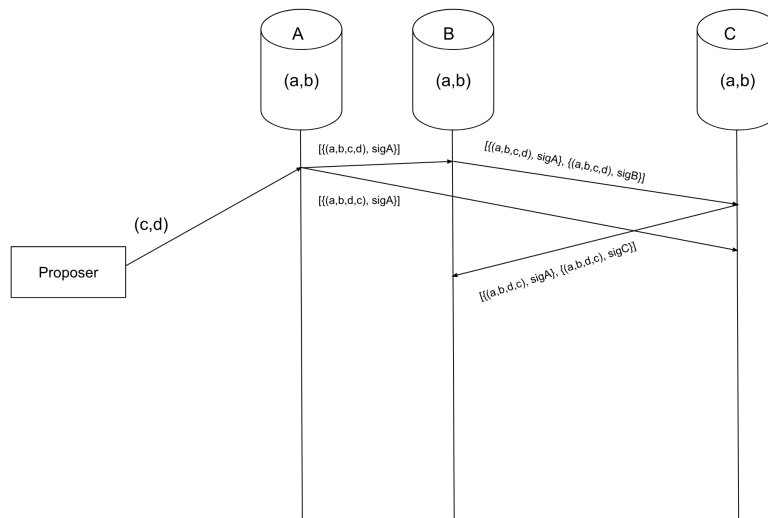 A
B
C
(a,b)
(a,b)
(a,b)
[{(a,b,c,d), sigA}]
[{(a,b,c,d), sigA}, {(a,b,c,d), sigB}]
[{(a,b,d,c), sigA}]
(c,d)
Proposer
[{(a,b,d,c), sigA}, {(a,b,d,c), sigC}]